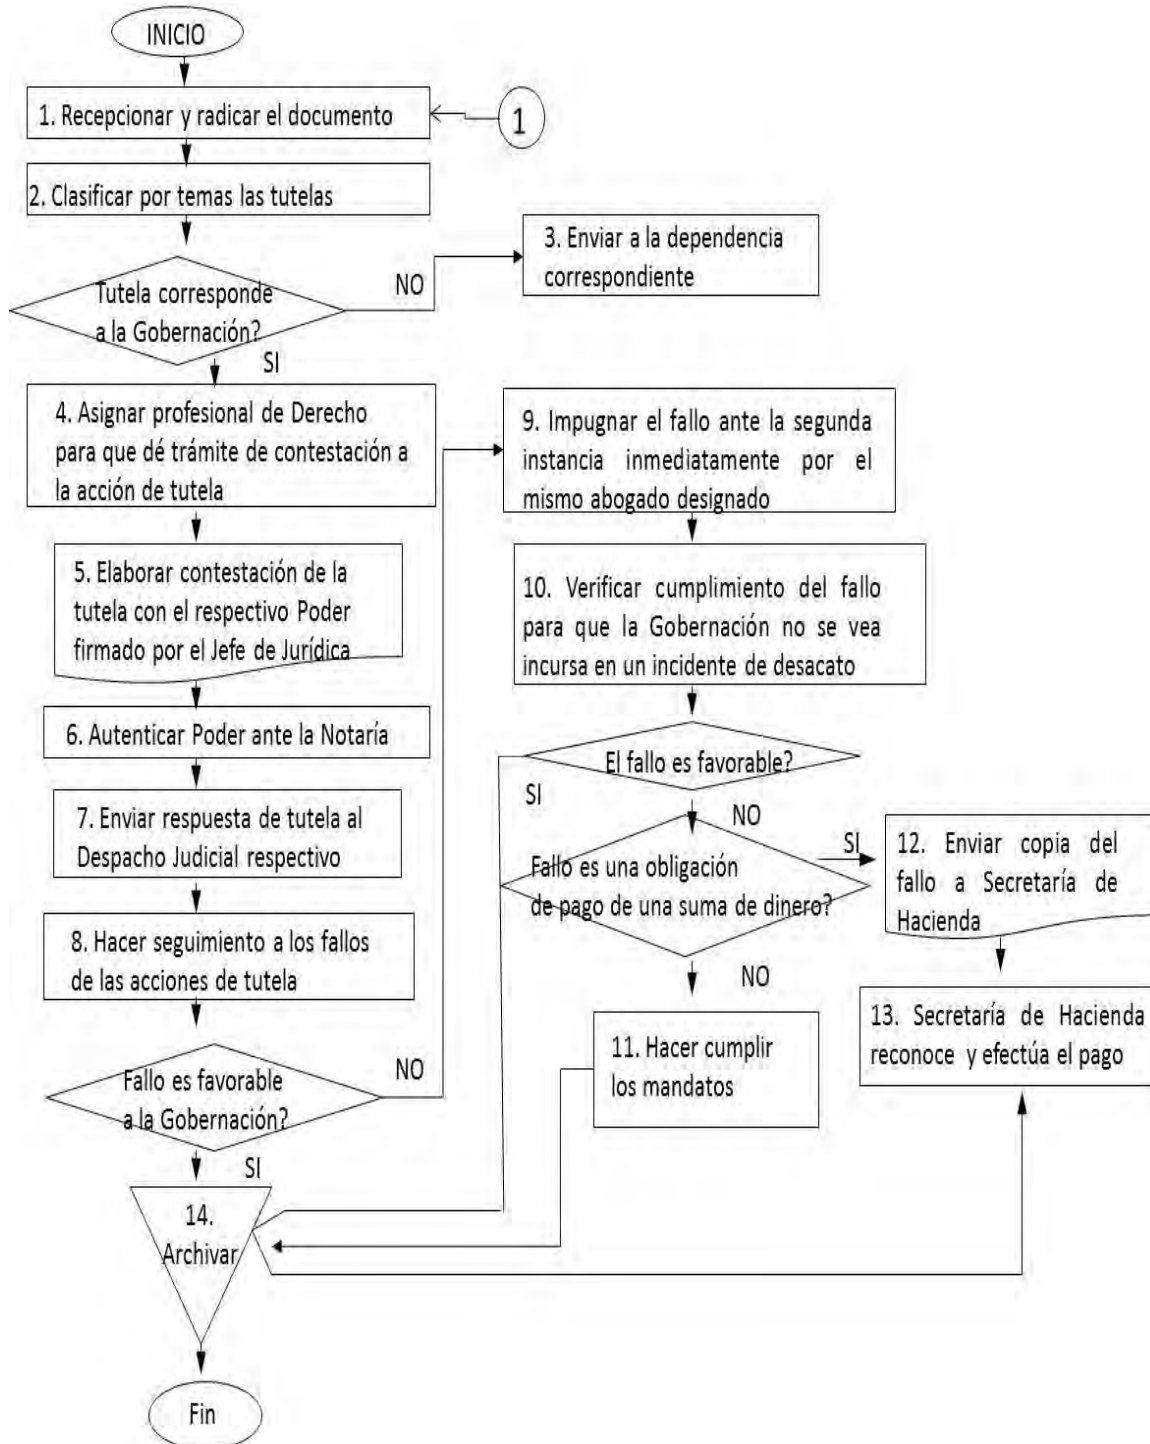 INICIO
1. Recepcionar y radicar el documento
1
2. Clasificar por temas las tutelas
3. Enviar a la dependencia
correspondiente
NO
Tutela corresponde
a la Gobernación?
SI
4. Asignar profesional de Derecho
para que dé trámite de contestación a
la acción de tutela
5. Elaborar contestación de la
tutela con el respectivo Poder
firmado por el Jefe de Jurídica
6. Autenticar Poder ante la Notaría
7. Enviar respuesta de tutela al
Despacho Judicial respectivo
8. Hacer seguimiento a los fallos
de las acciones de tutela
Fallo es favorable
a la Gobernación?
NO
SI
9. Impugnar el fallo ante la segunda
instancia inmediatamente por el
mismo abogado designado
10. Verificar cumplimiento del fallo
para que la Gobernación no se vea
incursa en un incidente de desacato
El fallo es favorable?
SI
NO
Fallo es una obligación
de pago de una suma de dinero?
SI
NO
12. Enviar copia del
fallo a Secretaría de
Hacienda
13. Secretaría de Hacienda
reconoce y efectúa el pago
11. Hacer cumplir
los mandatos
14.
Archivar
Fin